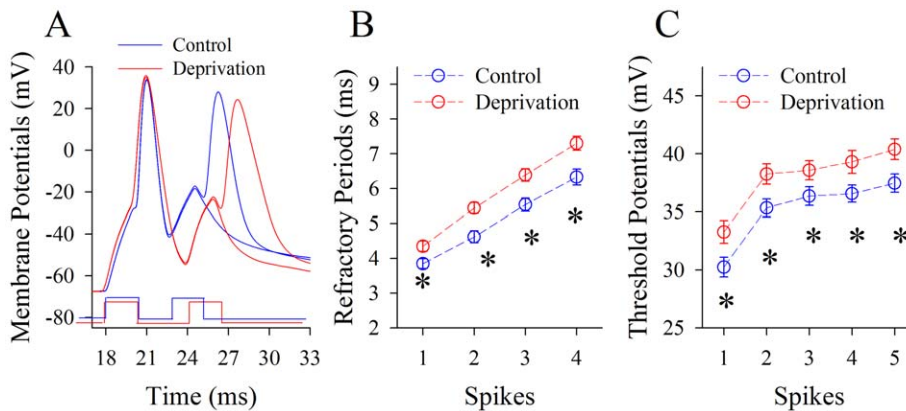 A
Control
Deprivation
Membrane Potentials (mV)
40
20
0
-20
-40
-60
-80
18 21 24 27 30 33
Time (ms)
B
Control
Deprivation
Refractory Periods (ms)
9
8
7
6
5
4
3
2
* * * *
1 2 3 4
Spikes
C
Control
Deprivation
Threshold Potentials (mV)
45
40
35
30
25
* * * * *
1 2 3 4 5
Spikes